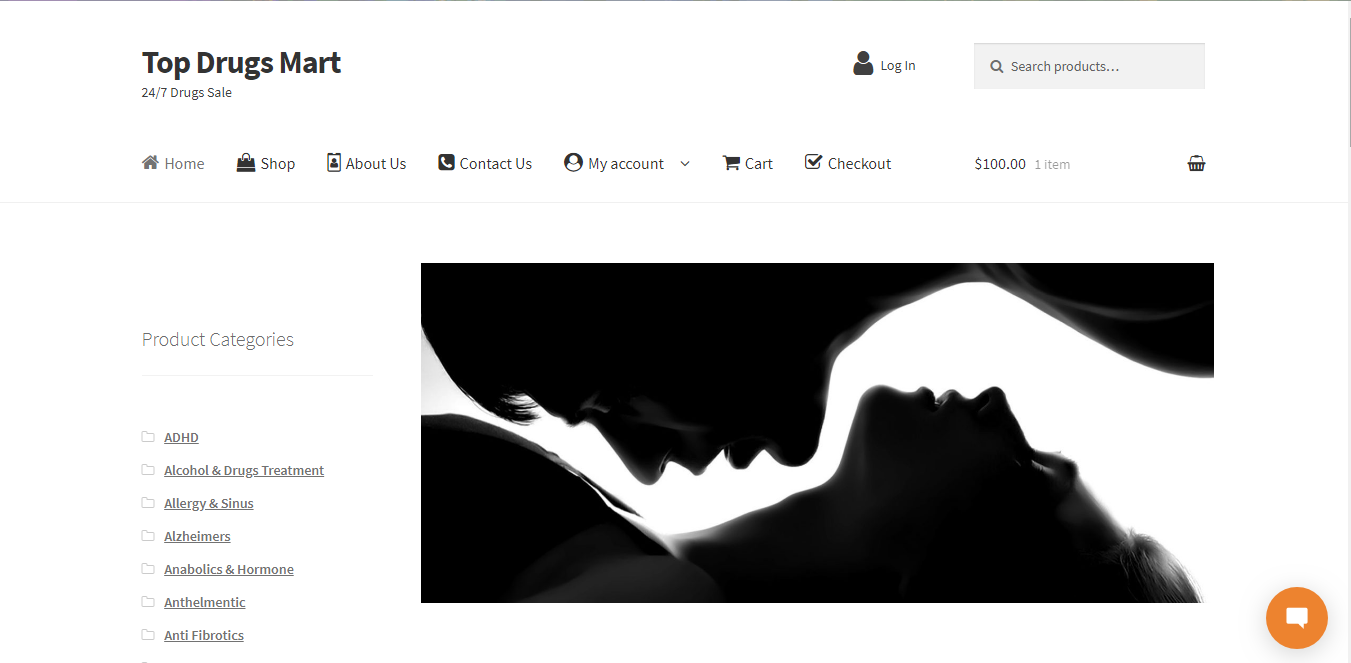 Top Drugs Mart
24/7 Drugs Sale
Log In
Search products…
Home
Shop
About Us
Contact Us
My account
Cart
Checkout
$100.00 1 item
Product Categories
ADHD
Alcohol & Drugs Treatment
Allergy & Sinus
Alzheimers
Anabolics & Hormone
Anthelmentic
Anti Fibrotics